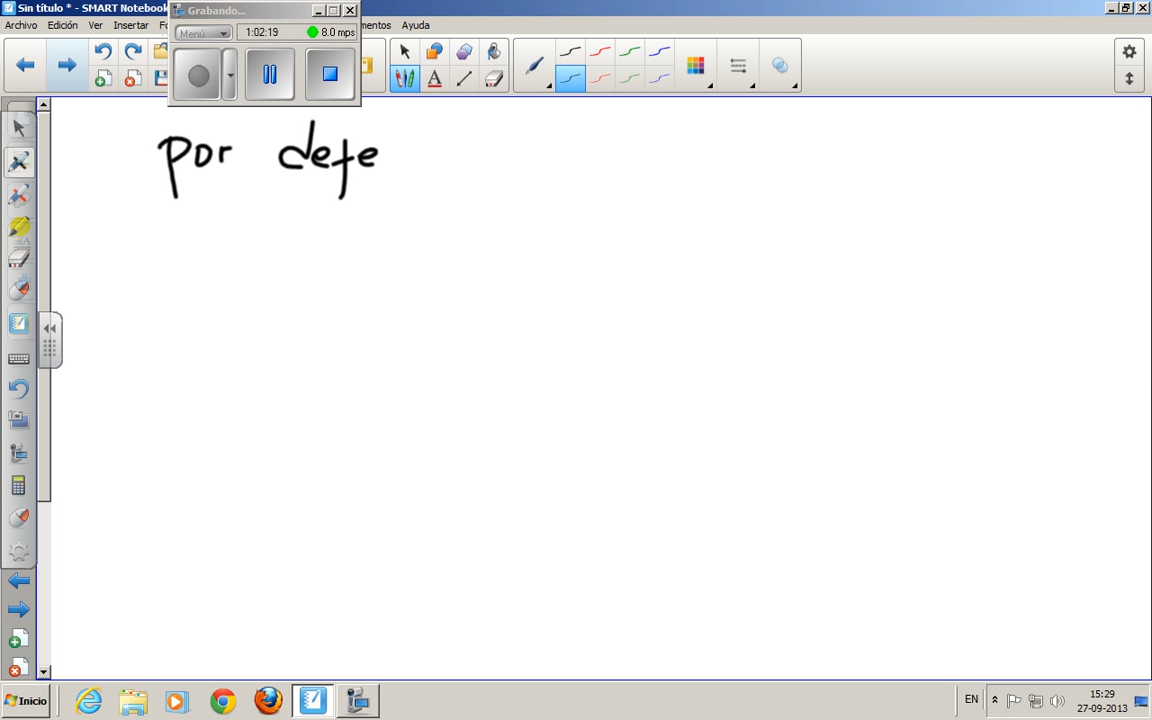 Sin título * - SMART Notebook
Grabando...
Archivo Edición Ver Insertar Fo
Menú 1:02:19 8.0 mps
mentos Ayuda
por defe
Inicio
EN
15:29
27-09-2013